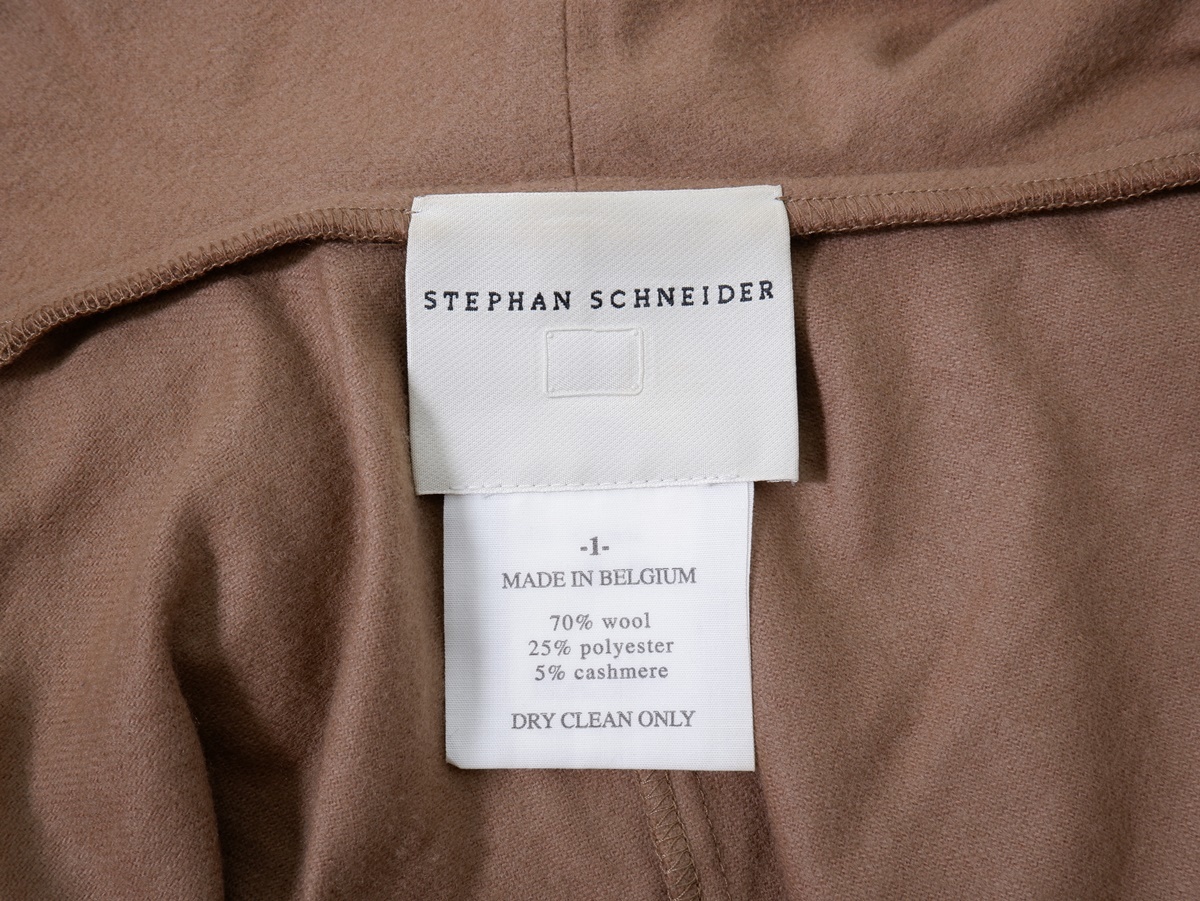 STEPHAN SCHNEIDER
-1-
MADE IN BELGIUM
70% wool
25% polyester
5% cashmere
DRY CLEAN ONLY